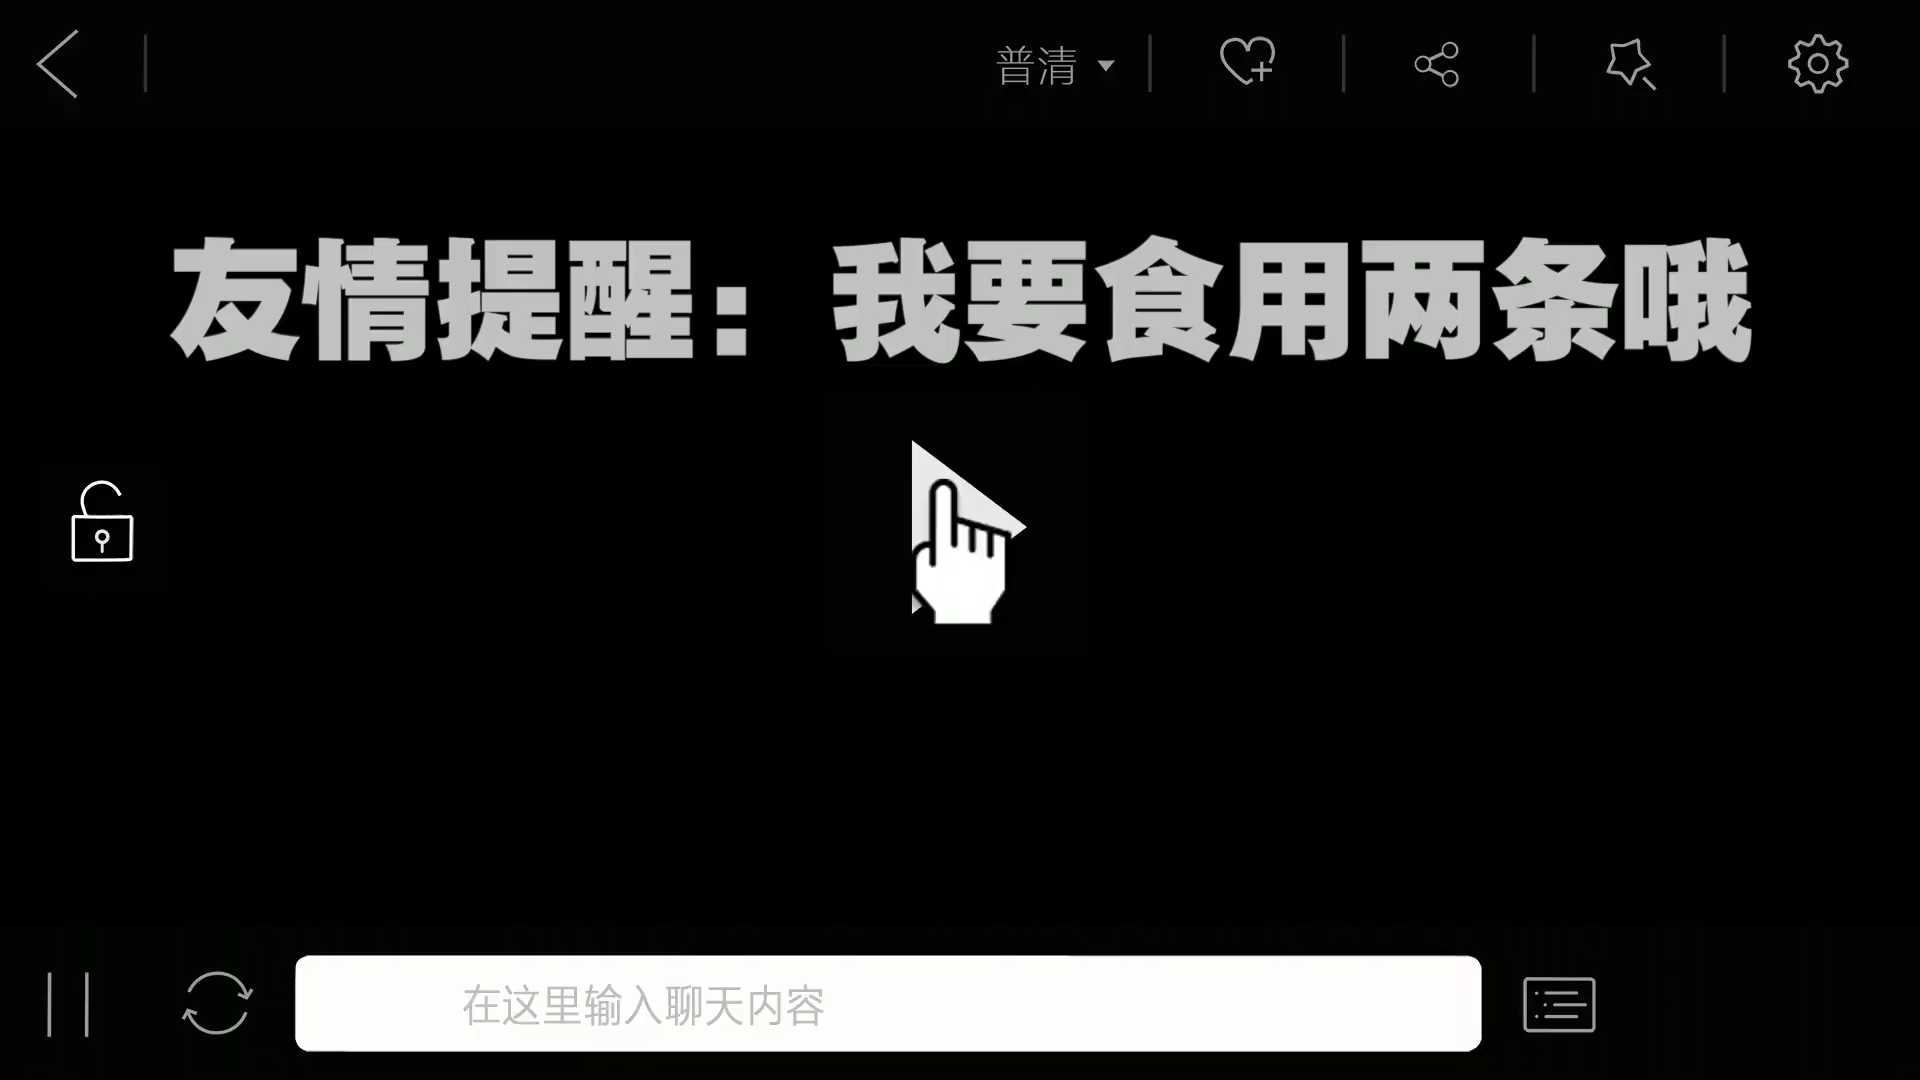 普清
友情提醒：我要食用两条哦
在这里输入聊天内容